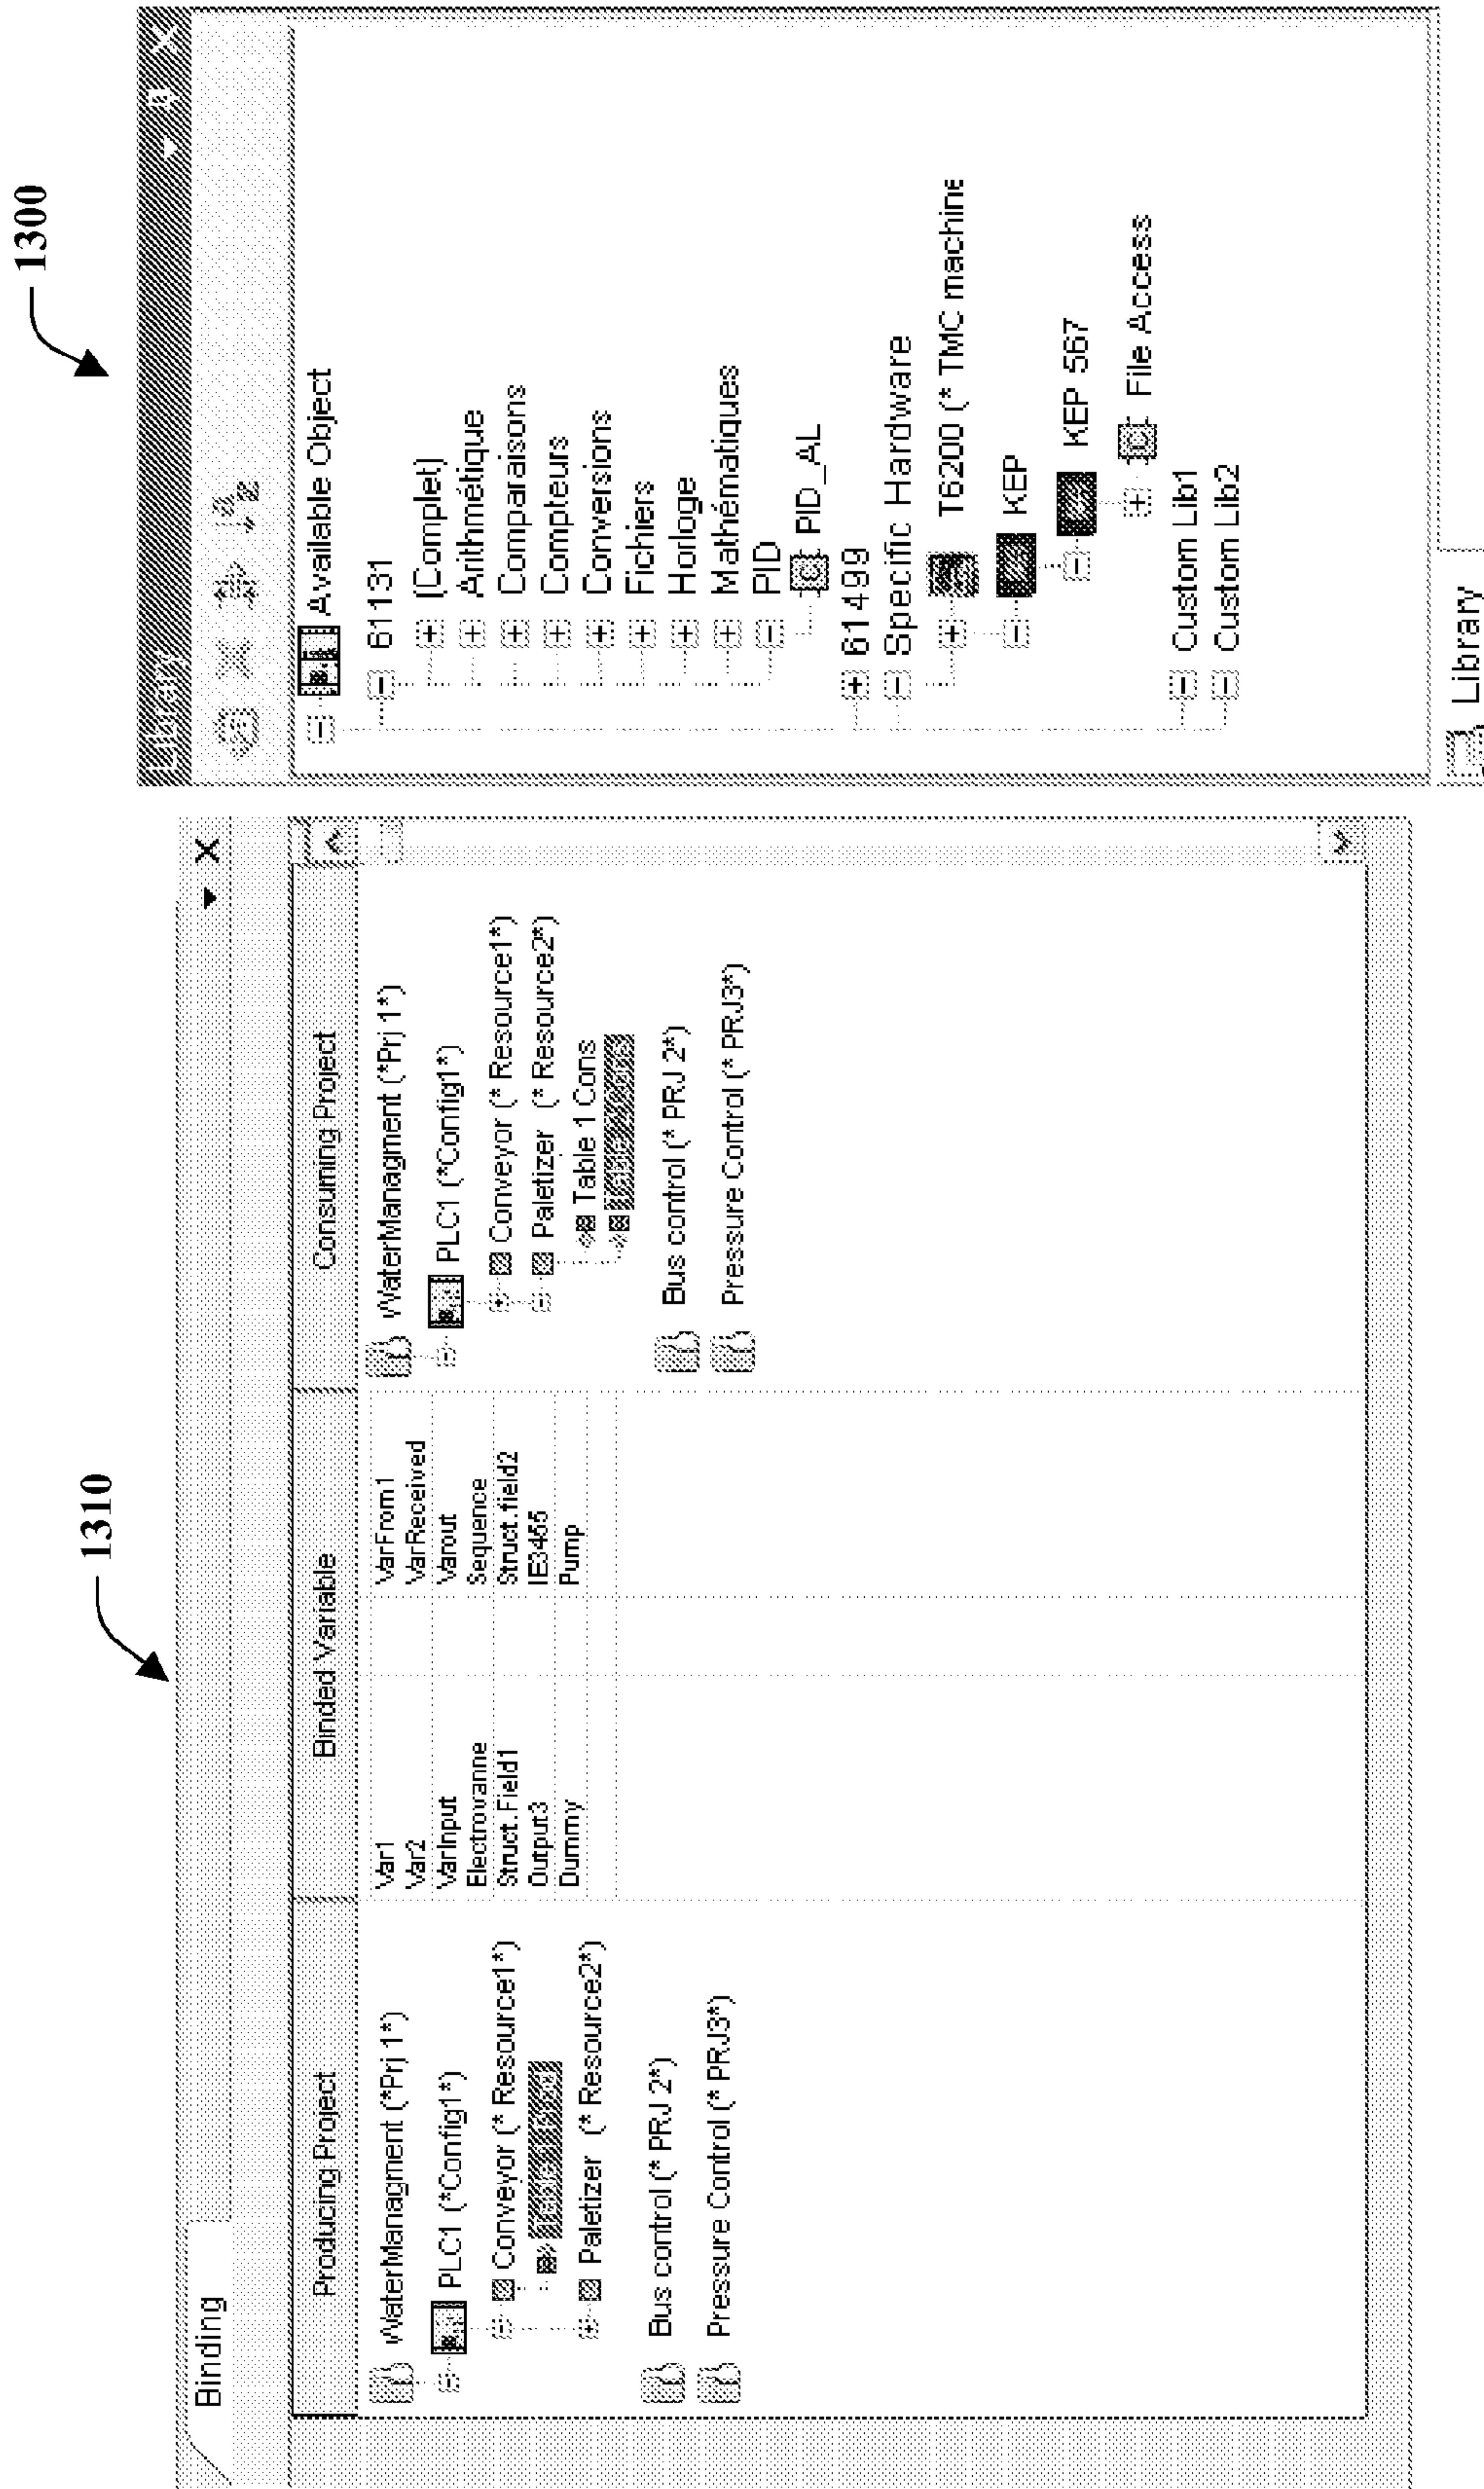 1310
Binding
Producing Project
Binded Variable
Consuming Project
WaterManagment (*Prj 1*)
PLC1 (*Config1*)
Conveyor (* Resource1*)
Paletizer (* Resource2*)
Bus control (* PRJ 2*)
Pressure Control (* PRJ3*)
Var1
VarFrom1
Var2
VarReceived
VarInput
Varout
Electrovanne
Sequence
Struct.Field1
Struct.field2
Output3
IE3455
Dummy
Pump
WaterManagment (*Prj 1*)
PLC1 (*Config1*)
Conveyor (* Resource1*)
Paletizer (* Resource2*)
Table 1 Cons
Bus control (* PRJ 2*)
Pressure Control (* PRJ3*)
1300
Library
Available Object
61131
(Complet)
Arithmétique
Comparaisons
Compteurs
Conversions
Fichiers
Horloge
Mathématiques
PID
PID_AL
61499
Specific Hardware
T6200 (* TMC machine
KEP
KEP 567
File Access
Custom Lib1
Custom Lib2
Library